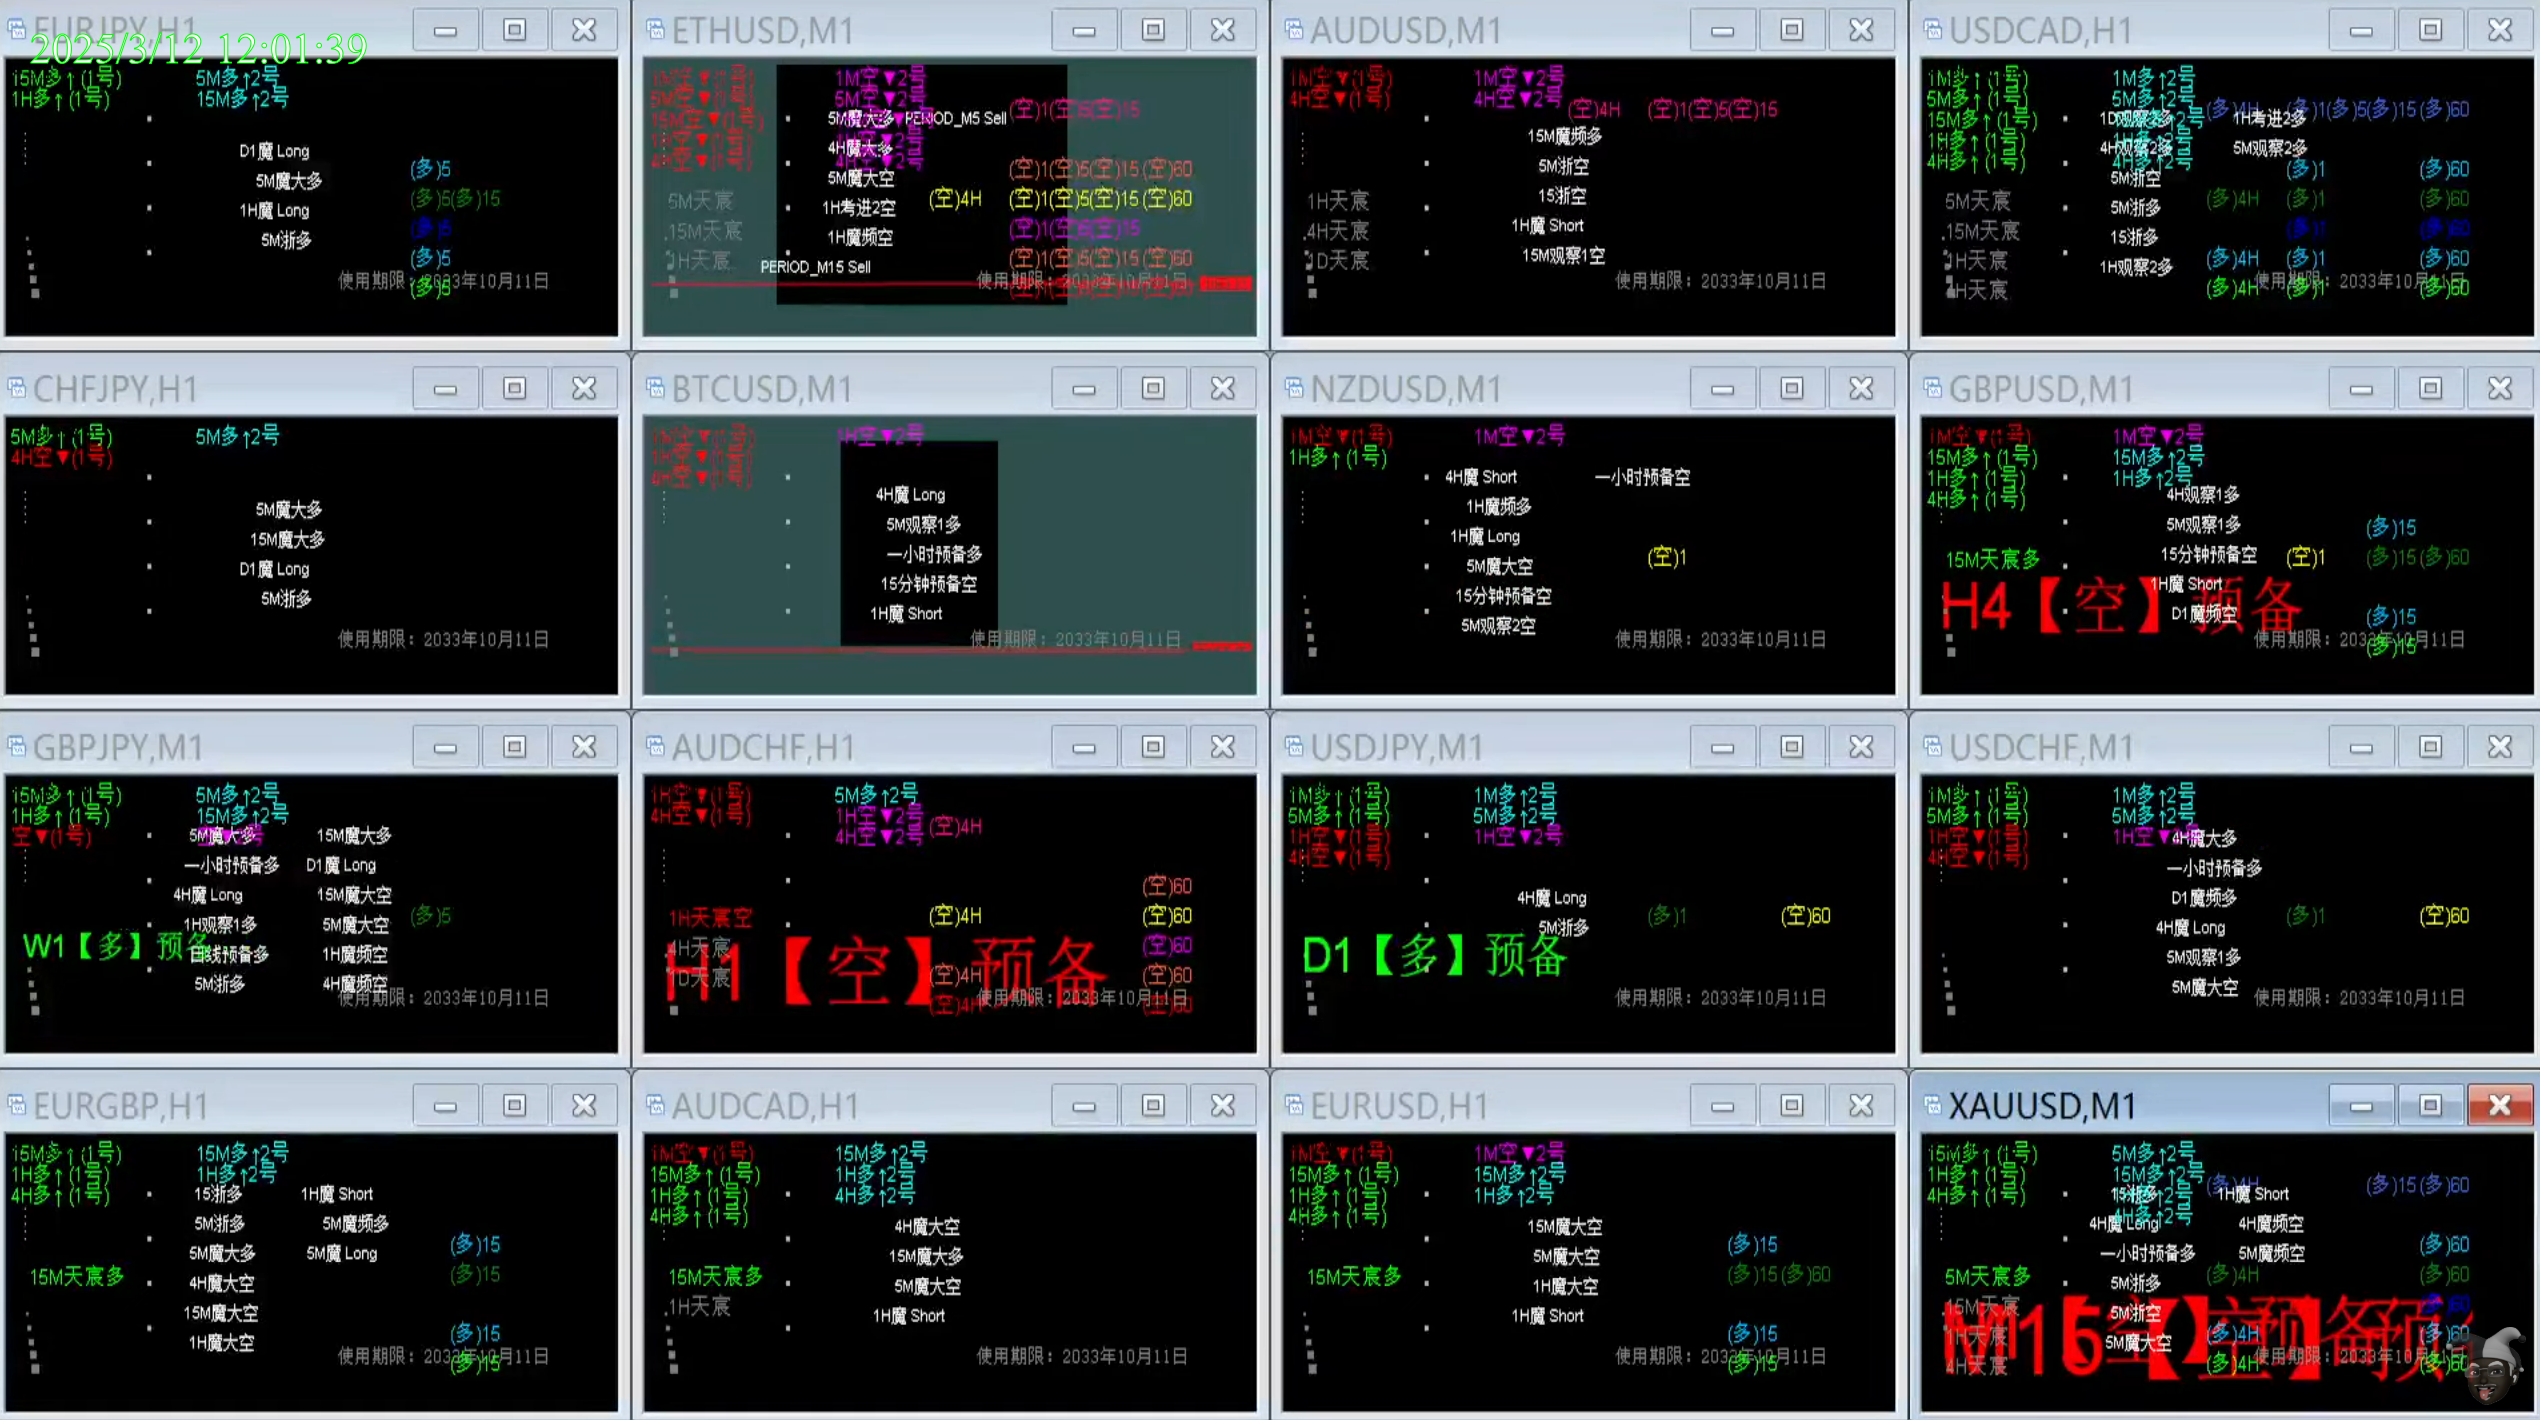 EURJPY,H1
2025/3/12 12:01:39
15M多↑(1号)
5M多↑2号
1H多↑(1号)
15M多↑2号
D1魔 Long
(多)5
5M魔大多
(多)5(多)15
1H魔 Long
(多)5
5M浙多
(多)5
使用期限：2033年10月11日
(多)5
ETHUSD,M1
1M空▼(1号)
1M空▼2号
5M空▼(1号)
5M空▼2号
15M空▼(1号)
5M魔大多
PERIOD_M5 Sell
(空)1(空)5(空)15
1H空▼(1号)
4H空▼(1号)
4H魔大多
4H空▼2号
5M魔大空
(空)1(空)5(空)15(空)60
5M天宸
1H考进2空
(空)4H
(空)1(空)5(空)15(空)60
15M天宸
1H魔频空
(空)1(空)5(空)15
1H天宸
PERIOD_M15 Sell
(空)1(空)5(空)15(空)60
AUDUSD,M1
1M空▼(1号)
1M空▼2号
4H空▼(1号)
4H空▼2号
(空)4H
(空)1(空)5(空)15
15M魔频多
5M浙空
1H天宸
15浙空
4H天宸
1H魔 Short
1D天宸
15M观察1空
使用期限：2033年10月11日
USDCAD,H1
1M多↑(1号)
1M多↑2号
5M多↑(1号)
5M多↑2号
(多)4H
(多)1(多)5(多)15(多)60
15M多↑(1号)
1H考进2多
1H多↑(1号)
4H观察2多
5M观察2多
4H多↑(1号)
4H多↑2号
(多)1
(多)60
5M浙空
5M天宸
5M浙多
(多)4H
(多)1
15M天宸
15浙多
(多)1
(多)60
1H天宸
1H观察2多
(多)4H
(多)1
(多)60
4H天宸
(多)4H
(多)1
(多)60
CHFJPY,H1
5M多↑(1号)
5M多↑2号
4H空▼(1号)
5M魔大多
15M魔大多
D1魔 Long
5M浙多
使用期限：2033年10月11日
BTCUSD,M1
1M空▼(1号)
1H空▼2号
1H空▼(1号)
4H空▼(1号)
4H魔 Long
5M观察1多
一小时预备多
15分钟预备空
1H魔 Short
使用期限：2033年10月11日
NZDUSD,M1
1M空▼(1号)
1M空▼2号
1H多↑(1号)
4H魔 Short
一小时预备空
1H魔频多
1H魔 Long
(空)1
5M魔大空
15分钟预备空
5M观察2空
使用期限：2033年10月11日
GBPUSD,M1
1M空▼(1号)
1M空▼2号
15M多↑(1号)
15M多↑2号
1H多↑(1号)
1H多↑2号
4H多↑(1号)
4H观察1多
5M观察1多
(多)15
15M天宸多
15分钟预备空
(空)1
(多)15(多)60
1H魔 Short
H4【空】预备
D1魔频空
(多)15
使用期限：2033年10月11日
(多)15
GBPJPY,M1
15M多↑(1号)
5M多↑2号
1H多↑(1号)
15M多↑2号
空▼(1号)
5M魔大多
15M魔大多
一小时预备多
D1魔 Long
4H魔 Long
15M魔大空
1H观察1多
5M魔大空
(多)5
W1【多】预备
日线预备多
1H魔频空
5M浙多
4H魔频空
使用期限：2033年10月11日
AUDCHF,H1
1H空▼(1号)
5M多↑2号
4H空▼(1号)
1H空▼2号
4H空▼2号
(空)4H
(空)60
1H天宸空
(空)4H
(空)60
4H天宸
(空)60
H1【空】预备
1D天宸
(空)4H
(空)60
使用期限：2033年10月11日
(空)4H
(空)60
USDJPY,M1
1M多↑(1号)
1M多↑2号
5M多↑(1号)
5M多↑2号
1H空▼(1号)
1H空▼2号
4H空▼(1号)
4H魔 Long
(多)1
(空)60
5M浙多
D1【多】预备
使用期限：2033年10月11日
USDCHF,M1
1M多↑(1号)
1M多↑2号
5M多↑(1号)
5M多↑2号
1H空▼(1号)
1H空▼
4H魔大多
4H空▼(1号)
一小时预备多
D1魔频多
(多)1
(空)60
4H魔 Long
5M观察1多
5M魔大空
使用期限：2033年10月11日
EURGBP,H1
15M多↑(1号)
15M多↑2号
1H多↑(1号)
1H多↑2号
4H多↑(1号)
15浙多
1H魔 Short
5M浙多
5M魔频多
(多)15
5M魔大多
5M魔 Long
15M天宸多
4H魔大空
(多)15
15M魔大空
1H魔大空
(多)15
使用期限：2033年10月11日
(多)15
AUDCAD,H1
1M空▼(1号)
15M多↑2号
15M多↑(1号)
1H多↑2号
1H多↑(1号)
4H多↑2号
4H多↑(1号)
4H魔大空
15M魔大多
15M天宸多
5M魔大空
1H天宸
1H魔 Short
使用期限：2033年10月11日
EURUSD,H1
1M空▼(1号)
1M空▼2号
15M多↑(1号)
15M多↑2号
1H多↑(1号)
1H多↑2号
4H多↑(1号)
15M魔大空
5M魔大空
(多)15
15M天宸多
1H魔大空
(多)15(多)60
1H魔 Short
(多)15
使用期限：2033年10月11日
(多)15
XAUUSD,M1
15M多↑(1号)
5M多↑2号
1H多↑(1号)
15M多↑2号
(多)4H
(多)15(多)60
4H多↑(1号)
15浙多
1H魔 Short
4H魔 Long
4H多↑2号
4H魔频空
一小时预备多
5M魔频空
(多)60
5M天宸多
5M浙多
(多)4H
(多)60
15M天宸
5M浙空
(多)60
1H天宸
5M魔大空
(多)4H
(多)60
4H天宸
(多)4H
(多)60